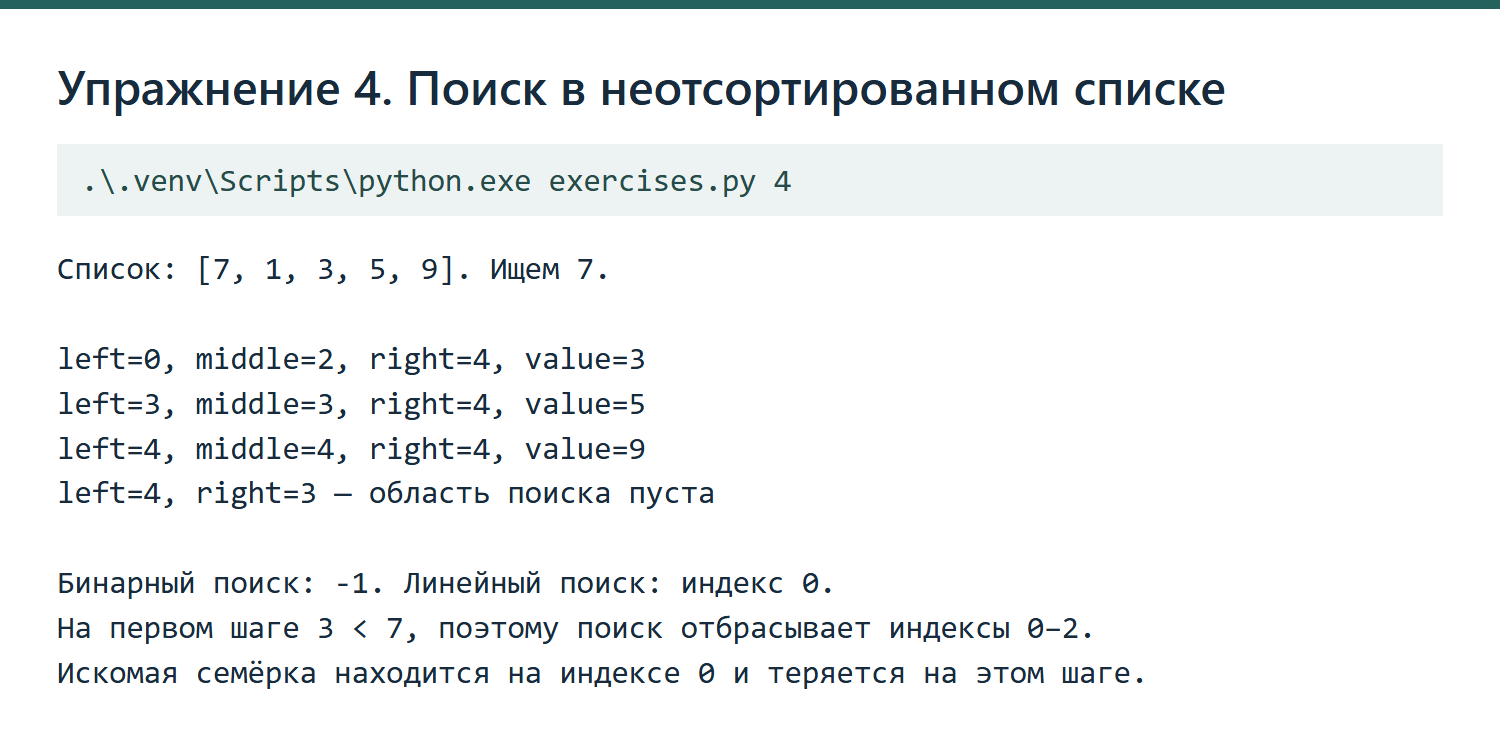 Упражнение 4. Поиск в неотсортированном списке
.\.venv\Scripts\python.exe exercises.py 4
Список: [7, 1, 3, 5, 9]. Ищем 7.
left=0, middle=2, right=4, value=3
left=3, middle=3, right=4, value=5
left=4, middle=4, right=4, value=9
left=4, right=3 — область поиска пуста
Бинарный поиск: -1. Линейный поиск: индекс 0.
На первом шаге 3 < 7, поэтому поиск отбрасывает индексы 0–2.
Искомая семёрка находится на индексе 0 и теряется на этом шаге.